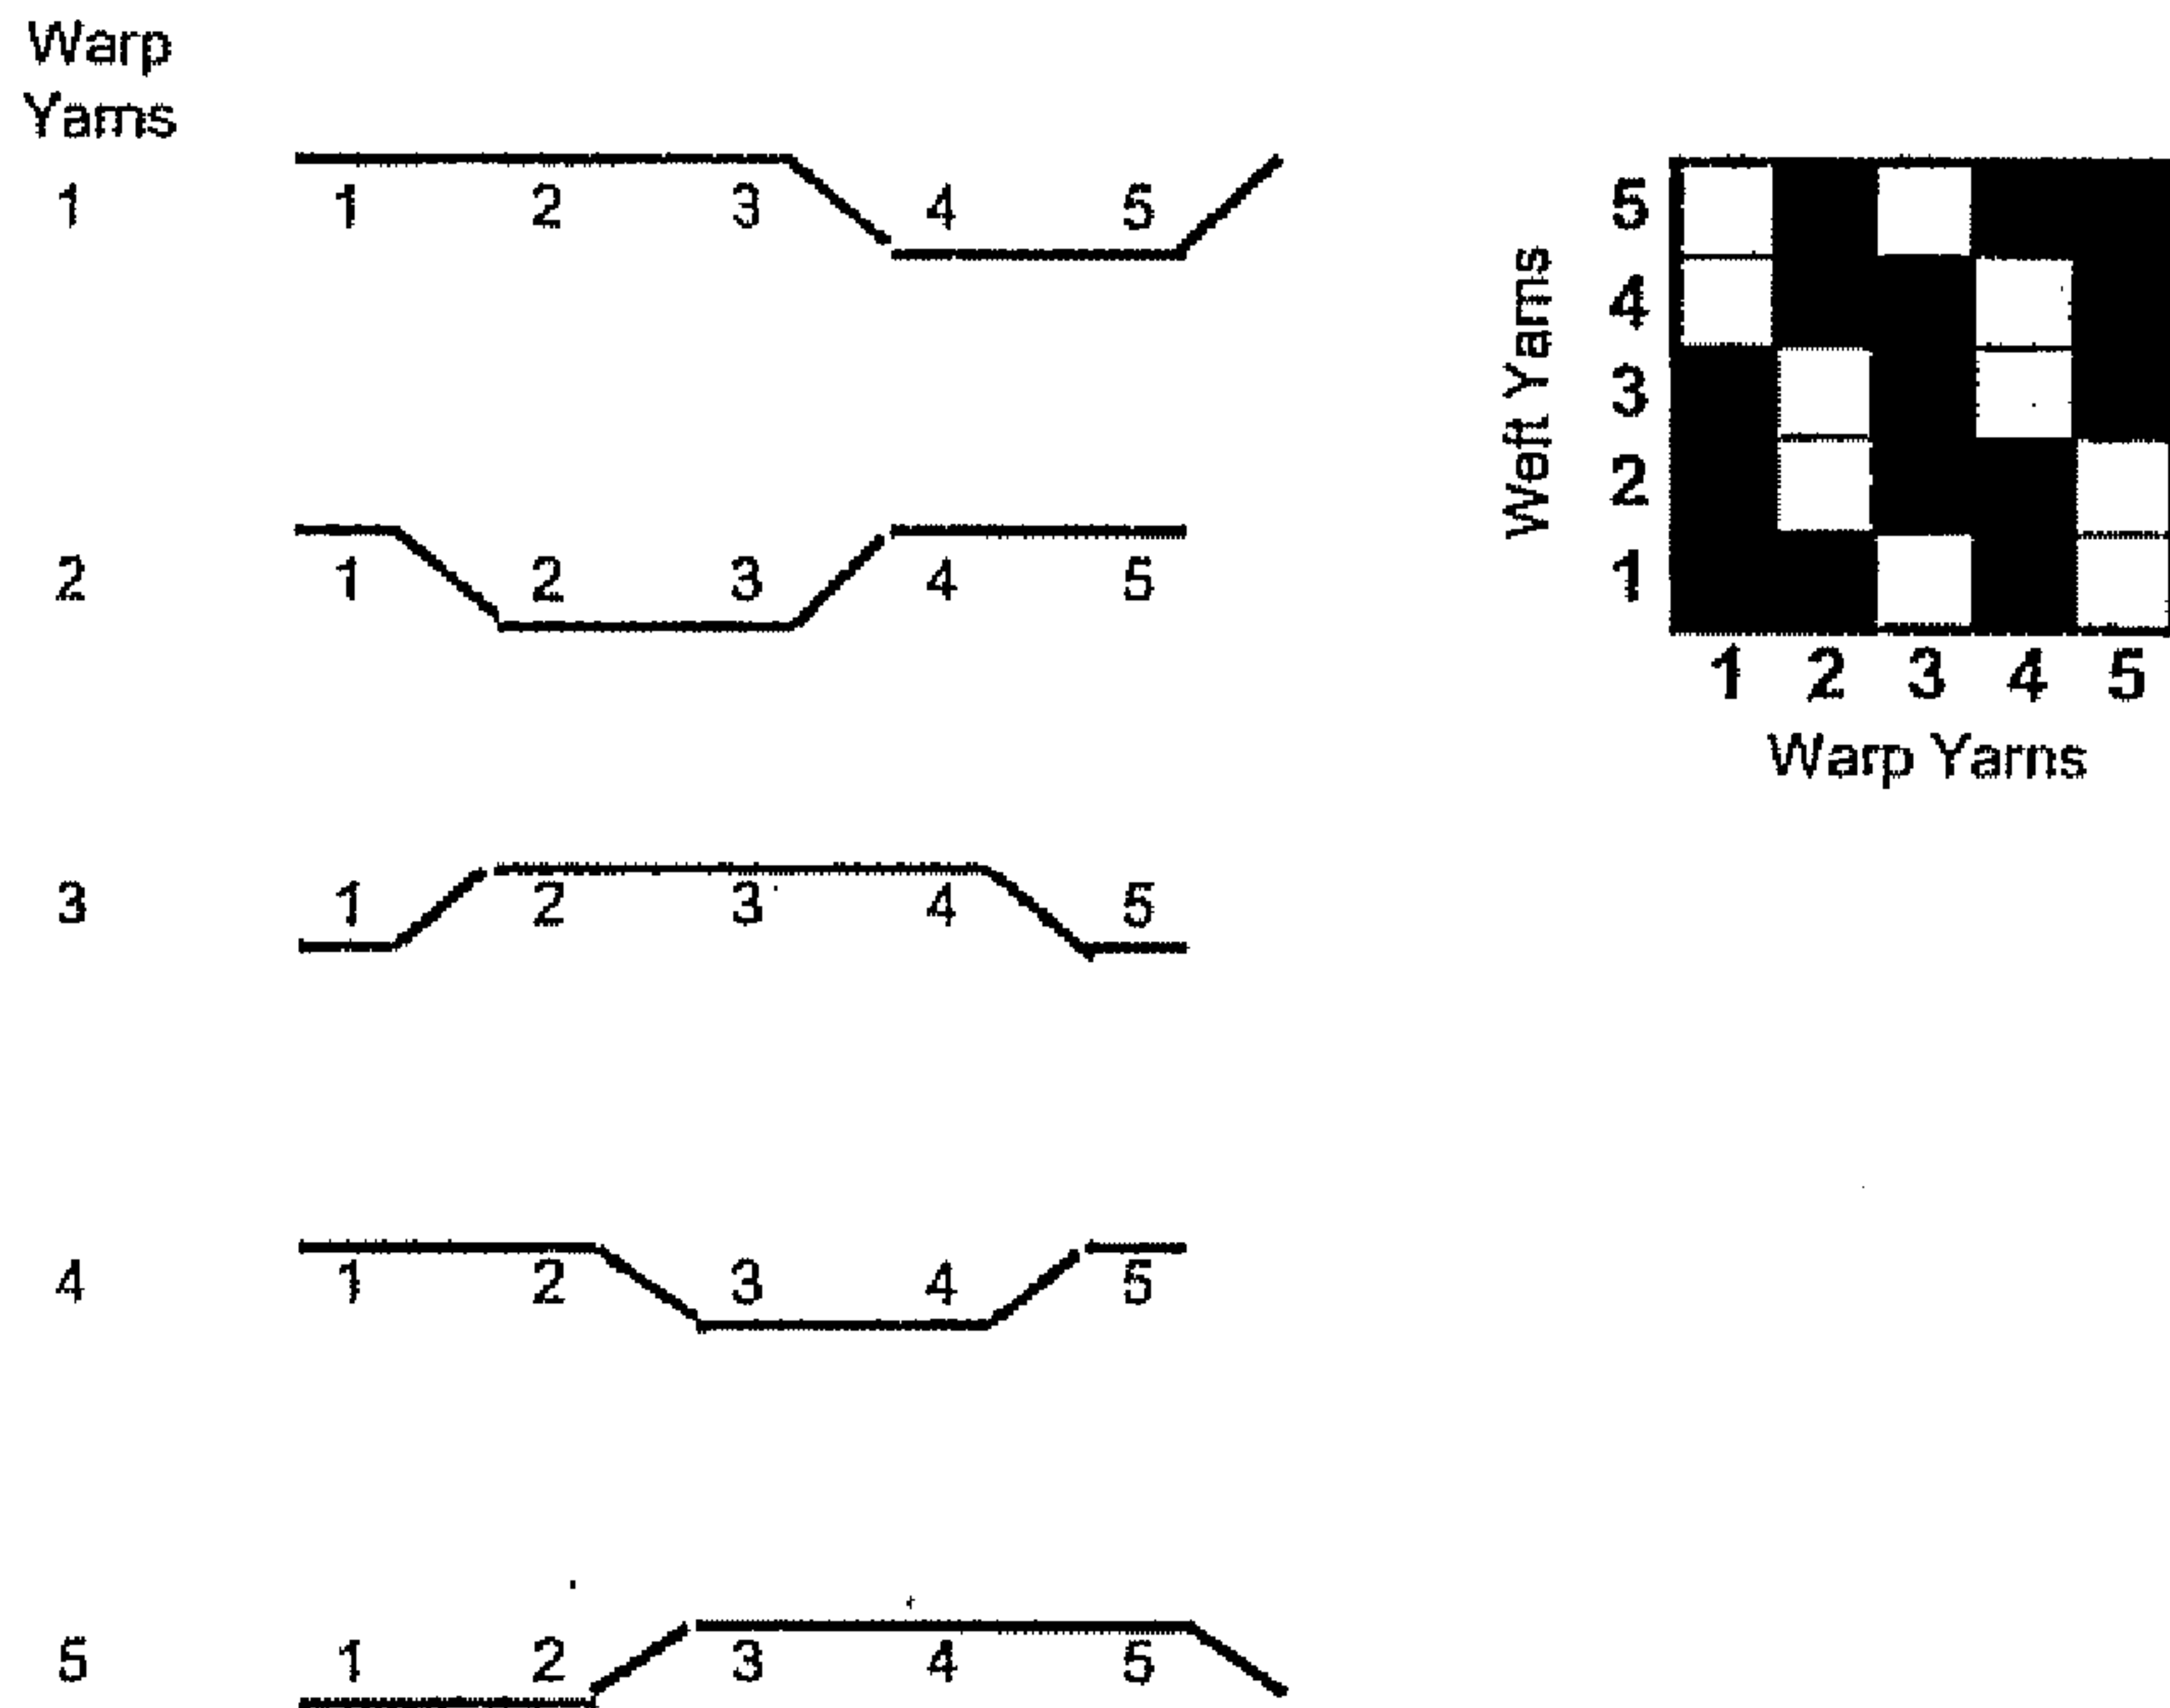 Warp
Yarns
1 1 2 3 4 5
2 1 2 3 4 5
3 1 2 3 4 5
4 1 2 3 4 5
5 1 2 3 4 5
Weft Yarns
5
4
3
2
1
1 2 3 4 5
Warp Yarns